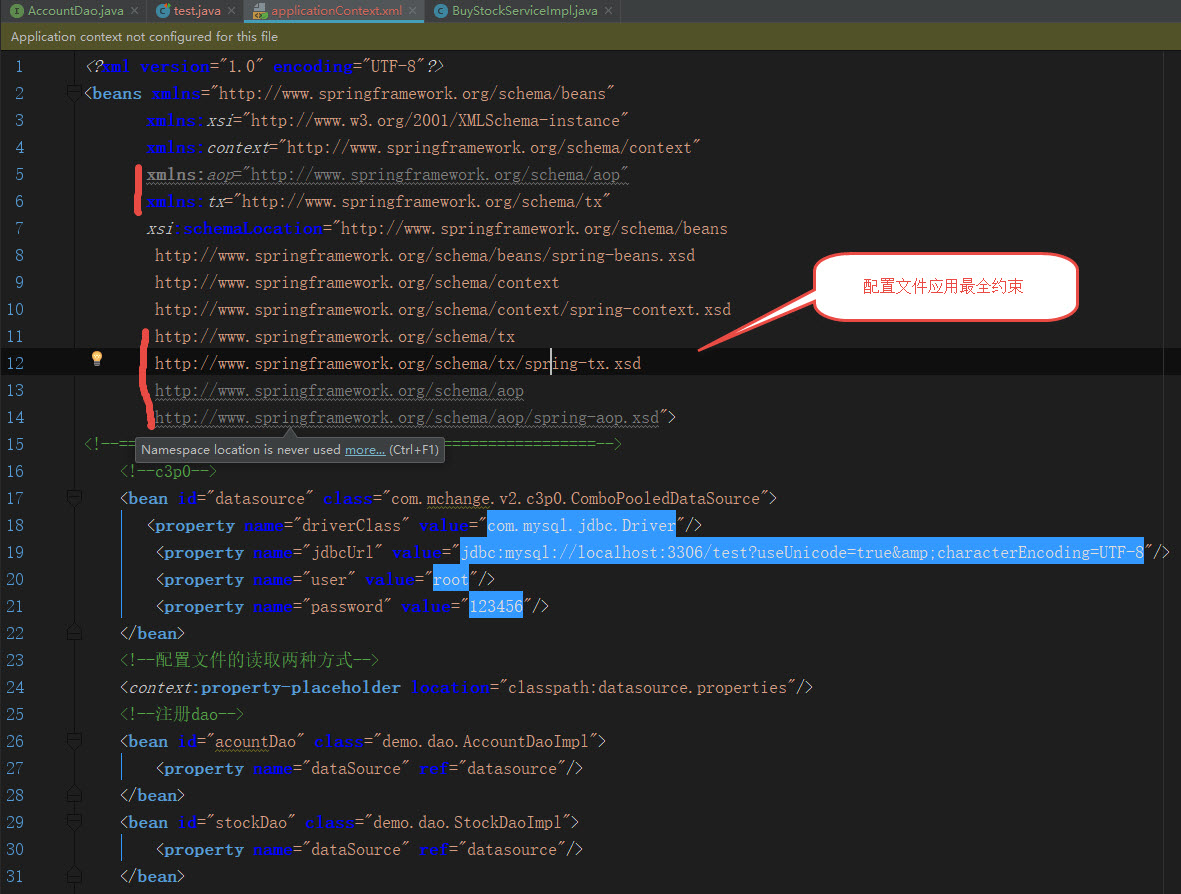 AccountDao.java
test.java
applicationContext.xml
BuyStockServiceImpl.java
Application context not configured for this file
1 <?xml version="1.0" encoding="UTF-8"?>
2 <beans xmlns="http://www.springframework.org/schema/beans"
3 xmlns:xsi="http://www.w3.org/2001/XMLSchema-instance"
4 xmlns:context="http://www.springframework.org/schema/context"
5 xmlns:aop="http://www.springframework.org/schema/aop"
6 xmlns:tx="http://www.springframework.org/schema/tx"
7 xsi:schemaLocation="http://www.springframework.org/schema/beans
8 http://www.springframework.org/schema/beans/spring-beans.xsd
9 http://www.springframework.org/schema/context
10 http://www.springframework.org/schema/context/spring-context.xsd
配置文件应用最全约束
11 http://www.springframework.org/schema/tx
12 http://www.springframework.org/schema/tx/spring-tx.xsd
13 http://www.springframework.org/schema/aop
14 http://www.springframework.org/schema/aop/spring-aop.xsd">
15 <!--== =================-->
Namespace location is never used more... (Ctrl+F1)
16 <!--c3p0-->
17 <bean id="datasource" class="com.mchange.v2.c3p0.ComboPooledDataSource">
18 <property name="driverClass" value="com.mysql.jdbc.Driver"/>
19 <property name="jdbcUrl" value="jdbc:mysql://localhost:3306/test?useUnicode=true&amp;characterEncoding=UTF-8"/>
20 <property name="user" value="root"/>
21 <property name="password" value="123456"/>
22 </bean>
23 <!--配置文件的读取两种方式-->
24 <context:property-placeholder location="classpath:datasource.properties"/>
25 <!--注册dao-->
26 <bean id="acountDao" class="demo.dao.AccountDaoImpl">
27 <property name="dataSource" ref="datasource"/>
28 </bean>
29 <bean id="stockDao" class="demo.dao.StockDaoImpl">
30 <property name="dataSource" ref="datasource"/>
31 </bean>